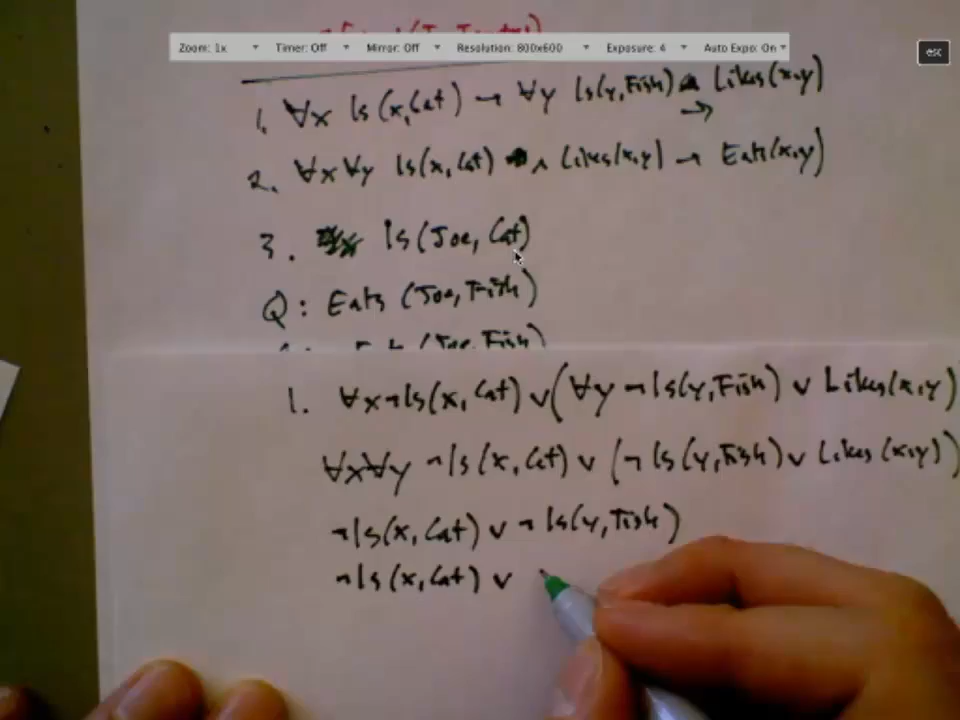 Zoom: 1x Timer: Off Mirror: Off Resolution: 800x600 Exposure: 4 Auto Expo: On
esc
1. ∀x Is(x,Cat) → ∀y Is(y,Fish) → Likes(x,y)
2. ∀x∀y Is(x,Cat) ∧ Likes(x,y) → Eats(x,y)
3. Is(Joe, Cat)
Q: Eats (Joe,Fish)
1. ∀x¬Is(x,Cat) ∨ (∀y ¬Is(y,Fish) ∨ Likes(x,y)
∀x∀y ¬Is(x,Cat) ∨ (¬Is(y,Fish) ∨ Likes(x,y))
¬Is(x,Cat) ∨ ¬Is(y,Fish)
¬Is(x,Cat) ∨